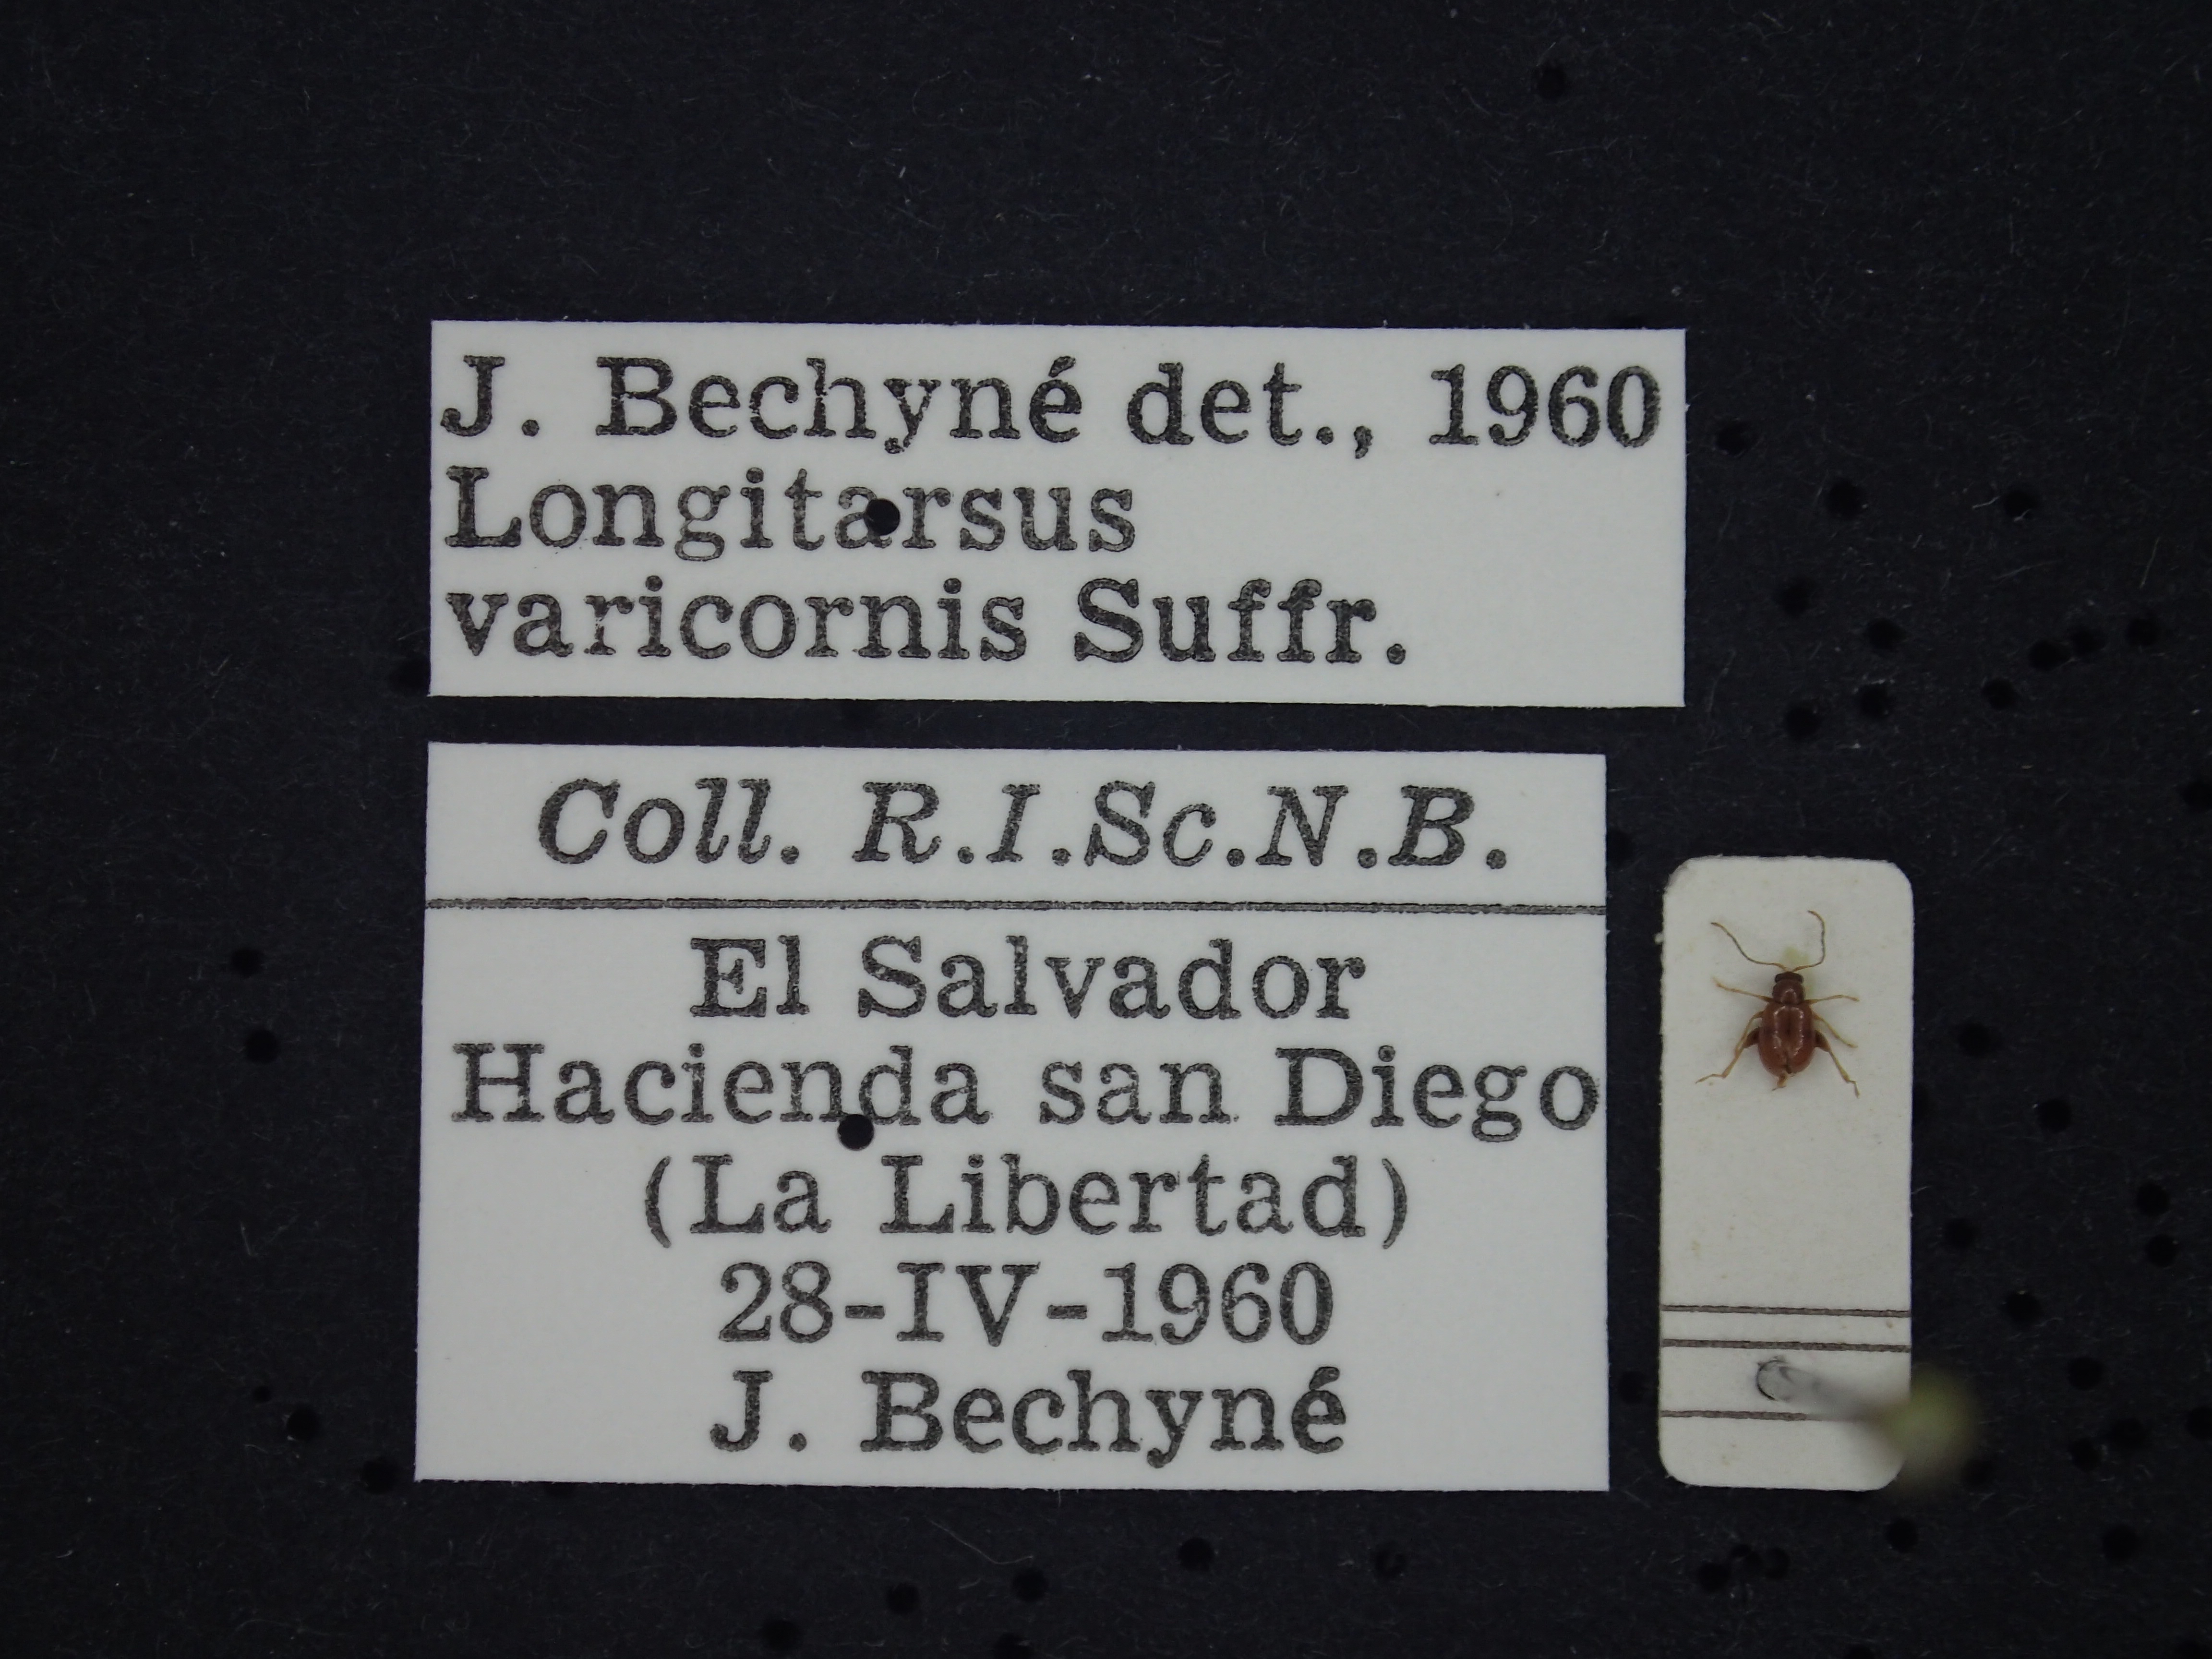 J. Bechyné det., 1960
Longitarsus
varicornis Suffr.
Coll. R.I.Sc.N.B.
El Salvador
Hacienda san Diego
(La Libertad)
28-IV-1960
J. Bechyné